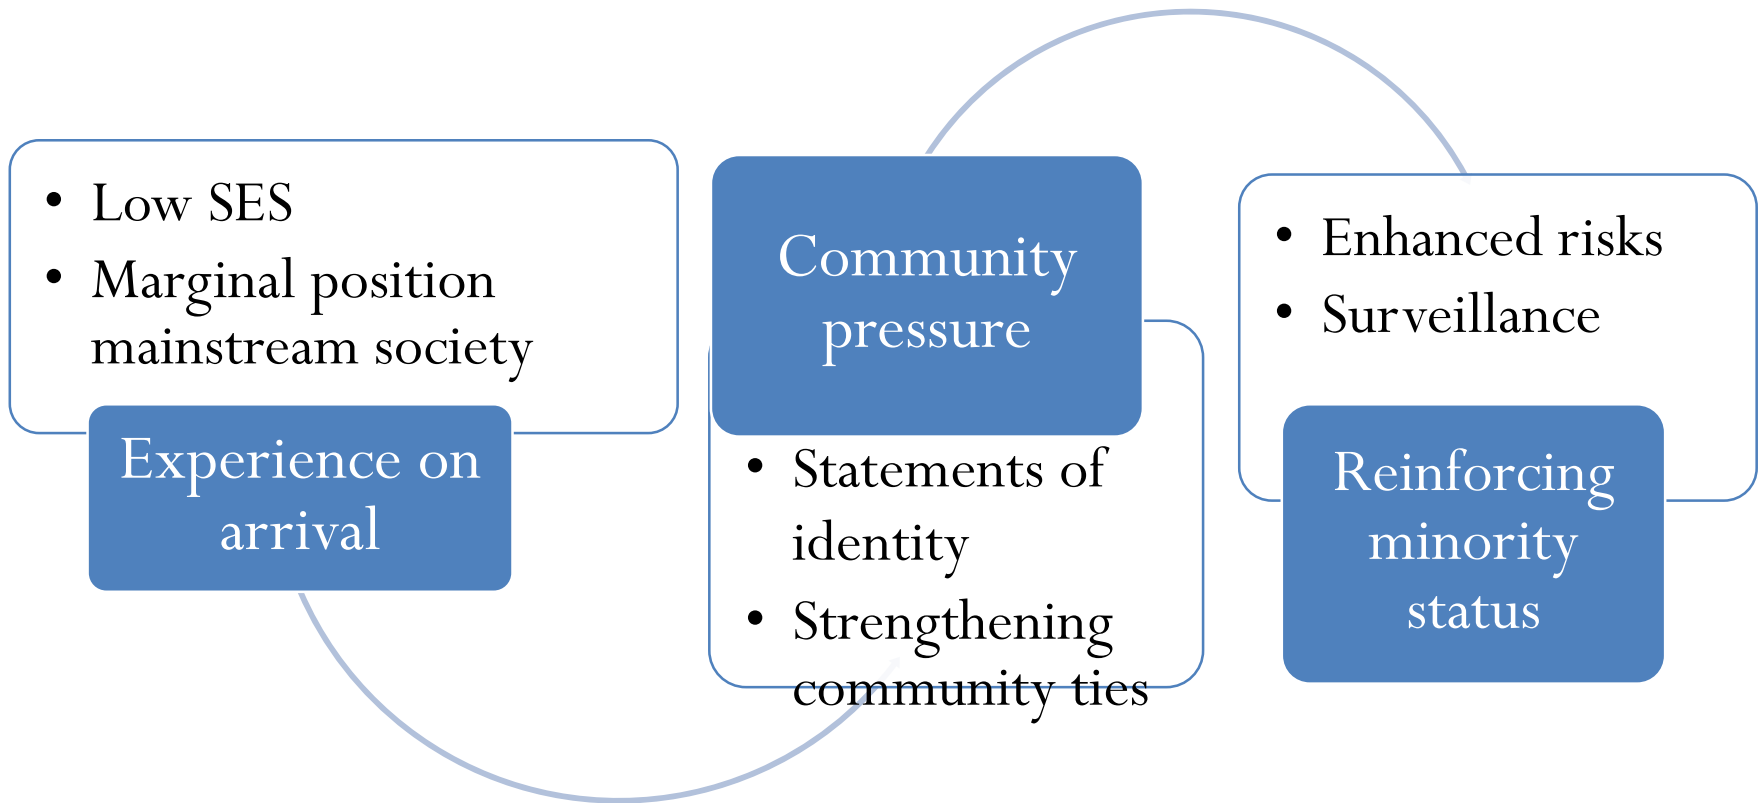 • Low SES
• Marginal position
mainstream society
Experience on
arrival
Community
pressure
• Statements of
identity
• Strengthening
community ties
• Enhanced risks
• Surveillance
Reinforcing
minority
status